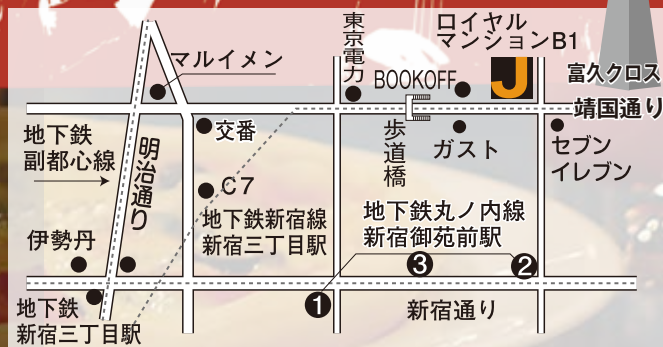 東京電力
ロイヤル
マンションB1
マルイメン
BOOKOFF
J
富久クロス
靖国通り
交番
歩道橋
ガスト
セブン
イレブン
地下鉄
副都心線
明治通り
C7
地下鉄新宿線
新宿三丁目駅
地下鉄丸ノ内線
新宿御苑前駅
伊勢丹
3
2
1
新宿通り
地下鉄
新宿三丁目駅